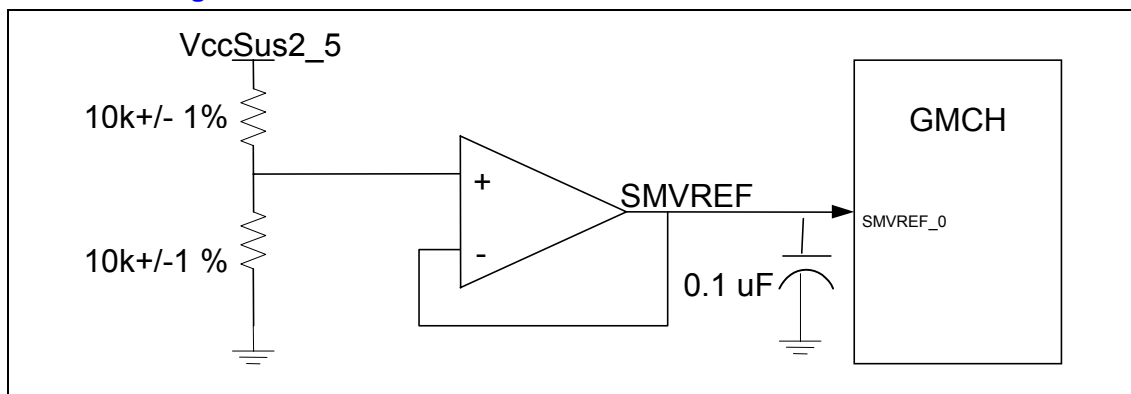 VccSus2_5
10k+/- 1%
10k+/-1 %
+
-
SMVREF
0.1 uF
GMCH
SMVREF_0